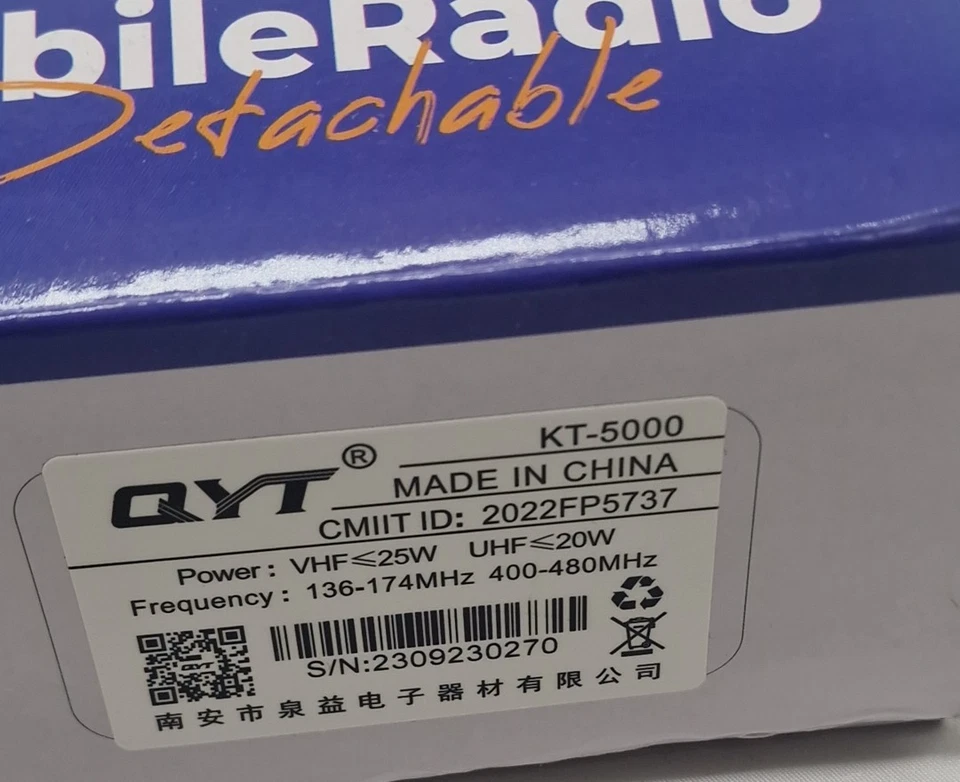 bileRadio
Detachable
KT-5000
QYT®
MADE IN CHINA
CMIIT ID: 2022FP5737
Power: VHF≤25W UHF≤20W
Frequency: 136-174MHz 400-480MHz
QYT
S/N:2309230270
南安市泉益电子器材有限公司